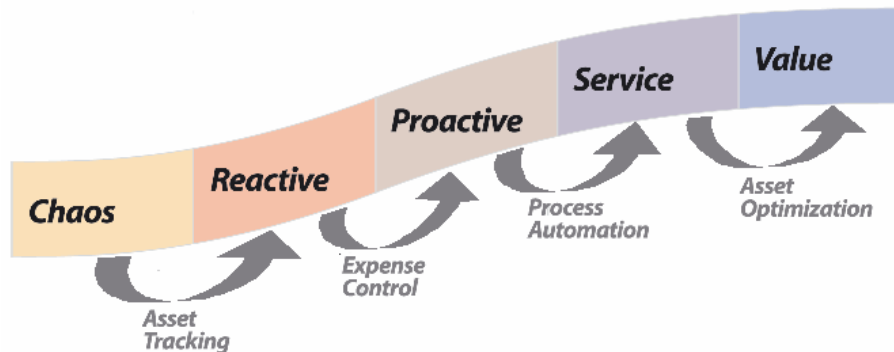 Chaos
Reactive
Proactive
Service
Value
Asset
Tracking
Expense
Control
Process
Automation
Asset
Optimization